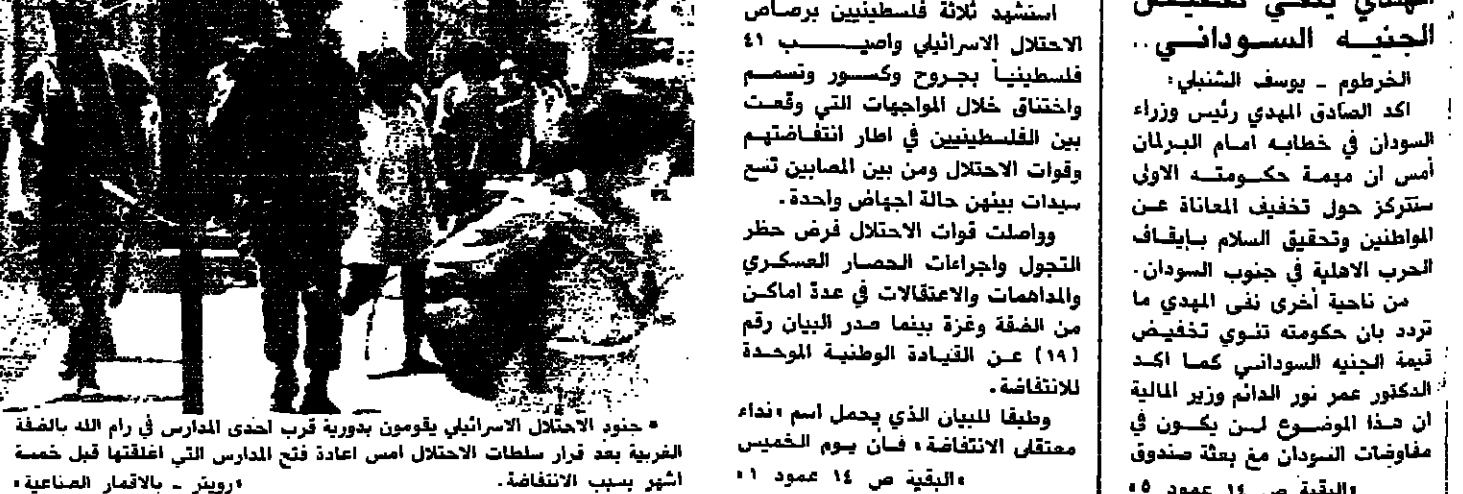 الجنيه السوداني..
الخرطوم - يوسف الشنبلي:
اكد الصادق المهدي رئيس وزراء
السودان في خطابه امام البرلمان
أمس ان مهمة حكومته الاولى
ستتركز حول تخفيف المعاناة عن
المواطنين وتحقيق السلام بإيقاف
الحرب الاهلية في جنوب السودان.
من ناحية أخرى نفى المهدي ما
تردد بان حكومته تنوي تخفيض
قيمة الجنيه السوداني كما اكد
الدكتور عمر نور الدائم وزير المالية
ان هذا الموضوع لن يكون في
مفاوضات السودان مع بعثة صندوق
«البقية ص ١٤ عمود ٥»
استشهد ثلاثة فلسطينيين برصاص
الاحتلال الاسرائيلي واصيب ٤١
فلسطينياً بجروح وكسور وتسمم
واختناق خلال المواجهات التي وقعت
بين الفلسطينيين في اطار انتفاضتهم
وقوات الاحتلال ومن بين المصابين تسع
سيدات بينهن حالة اجهاض واحدة.
وواصلت قوات الاحتلال فرض حظر
التجول واجراءات الحصار العسكري
والمداهمات والاعتقالات في عدة اماكن
من الضفة وغزة بينما صدر البيان رقم
(١٩) عن القيادة الوطنية الموحدة
للانتفاضة.
وطبقا للبيان الذي يحمل اسم «نداء
معتقلي الانتفاضة» فان يوم الخميس
«البقية ص ١٤ عمود ١»
• جنود الاحتلال الاسرائيلي يقومون بدورية قرب احدى المدارس في رام الله بالضفة
الغربية بعد قرار سلطات الاحتلال امس اعادة فتح المدارس التي اغلقتها قبل خمسة
اشهر بسبب الانتفاضة. «رويتر - بالاقمار الصناعية»